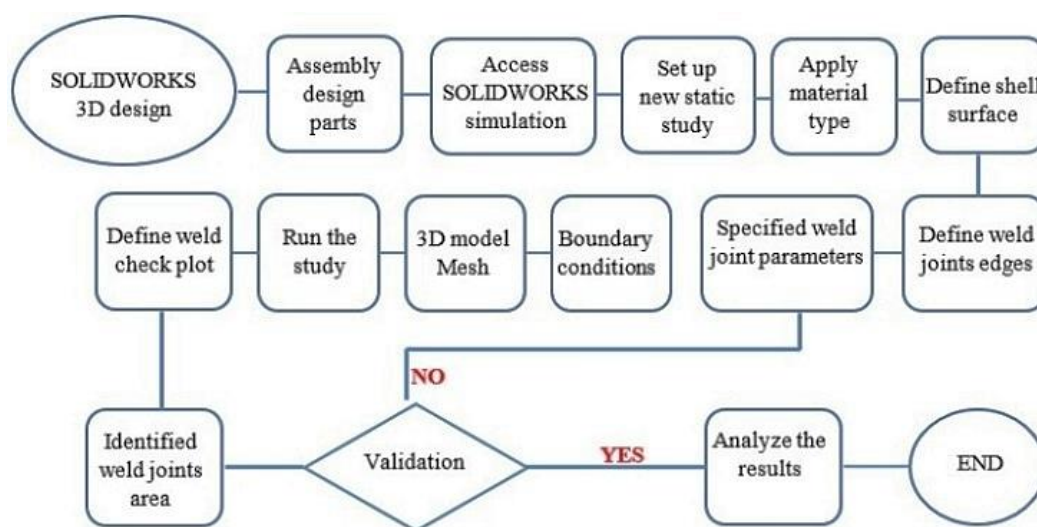 SOLIDWORKS
3D design
Assembly
design
parts
Access
SOLIDWORKS
simulation
Set up
new static
study
Apply
material
type
Define shell
surface
Define weld
check plot
Run the
study
3D model
Mesh
Boundary
conditions
Specified weld
joint parameters
Define weld
joints edges
NO
Identified
weld joints
area
Validation
YES
Analyze the
results
END